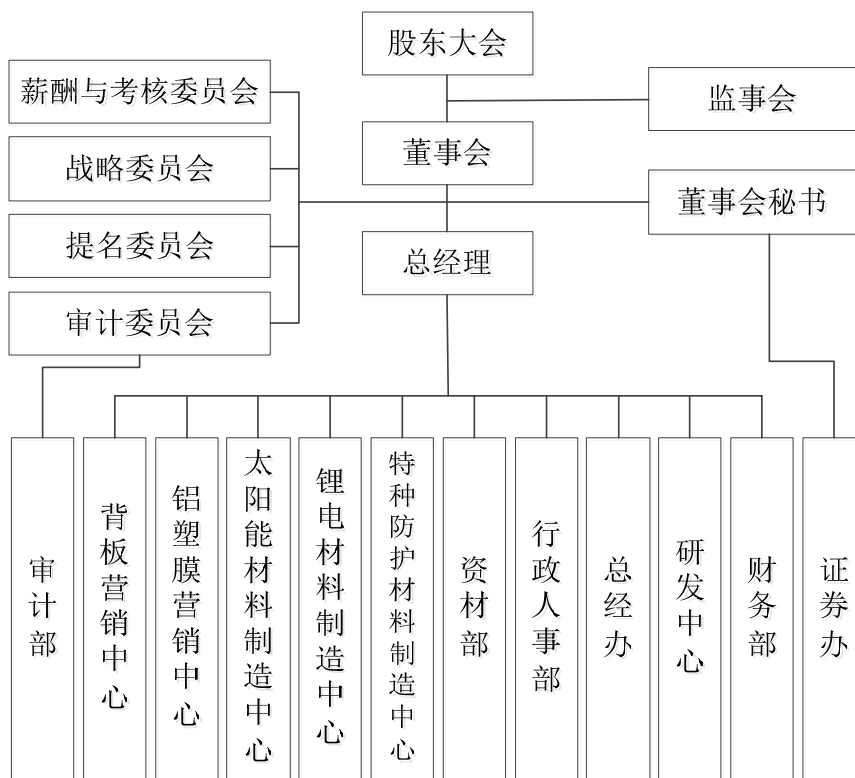 股东大会
薪酬与考核委员会
监事会
董事会
战略委员会
董事会秘书
提名委员会
总经理
审计委员会
审计部
背板营销中心
铝塑膜营销中心
太阳能材料制造中心
锂电材料制造中心
特种防护材料制造中心
资材部
行政人事部
总经办
研发中心
财务部
证券办